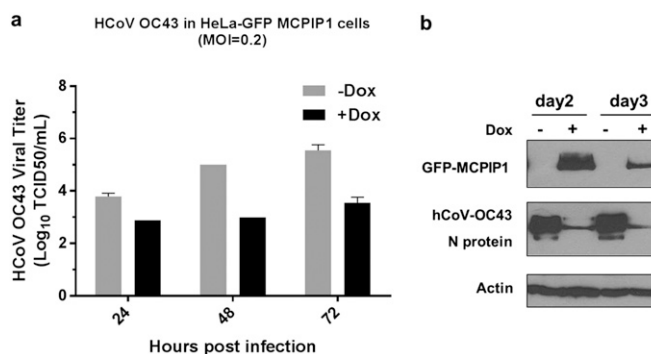 a
HCoV OC43 in HeLa-GFP MCPIP1 cells
(MOI=0.2)
HCoV OC43 Viral Titer
(Log10 TCID50/mL)
8
6
4
2
0
-Dox
+Dox
24
48
72
Hours post infection
b
day2 day3
Dox - + - +
GFP-MCPIP1
hCoV-OC43
N protein
Actin